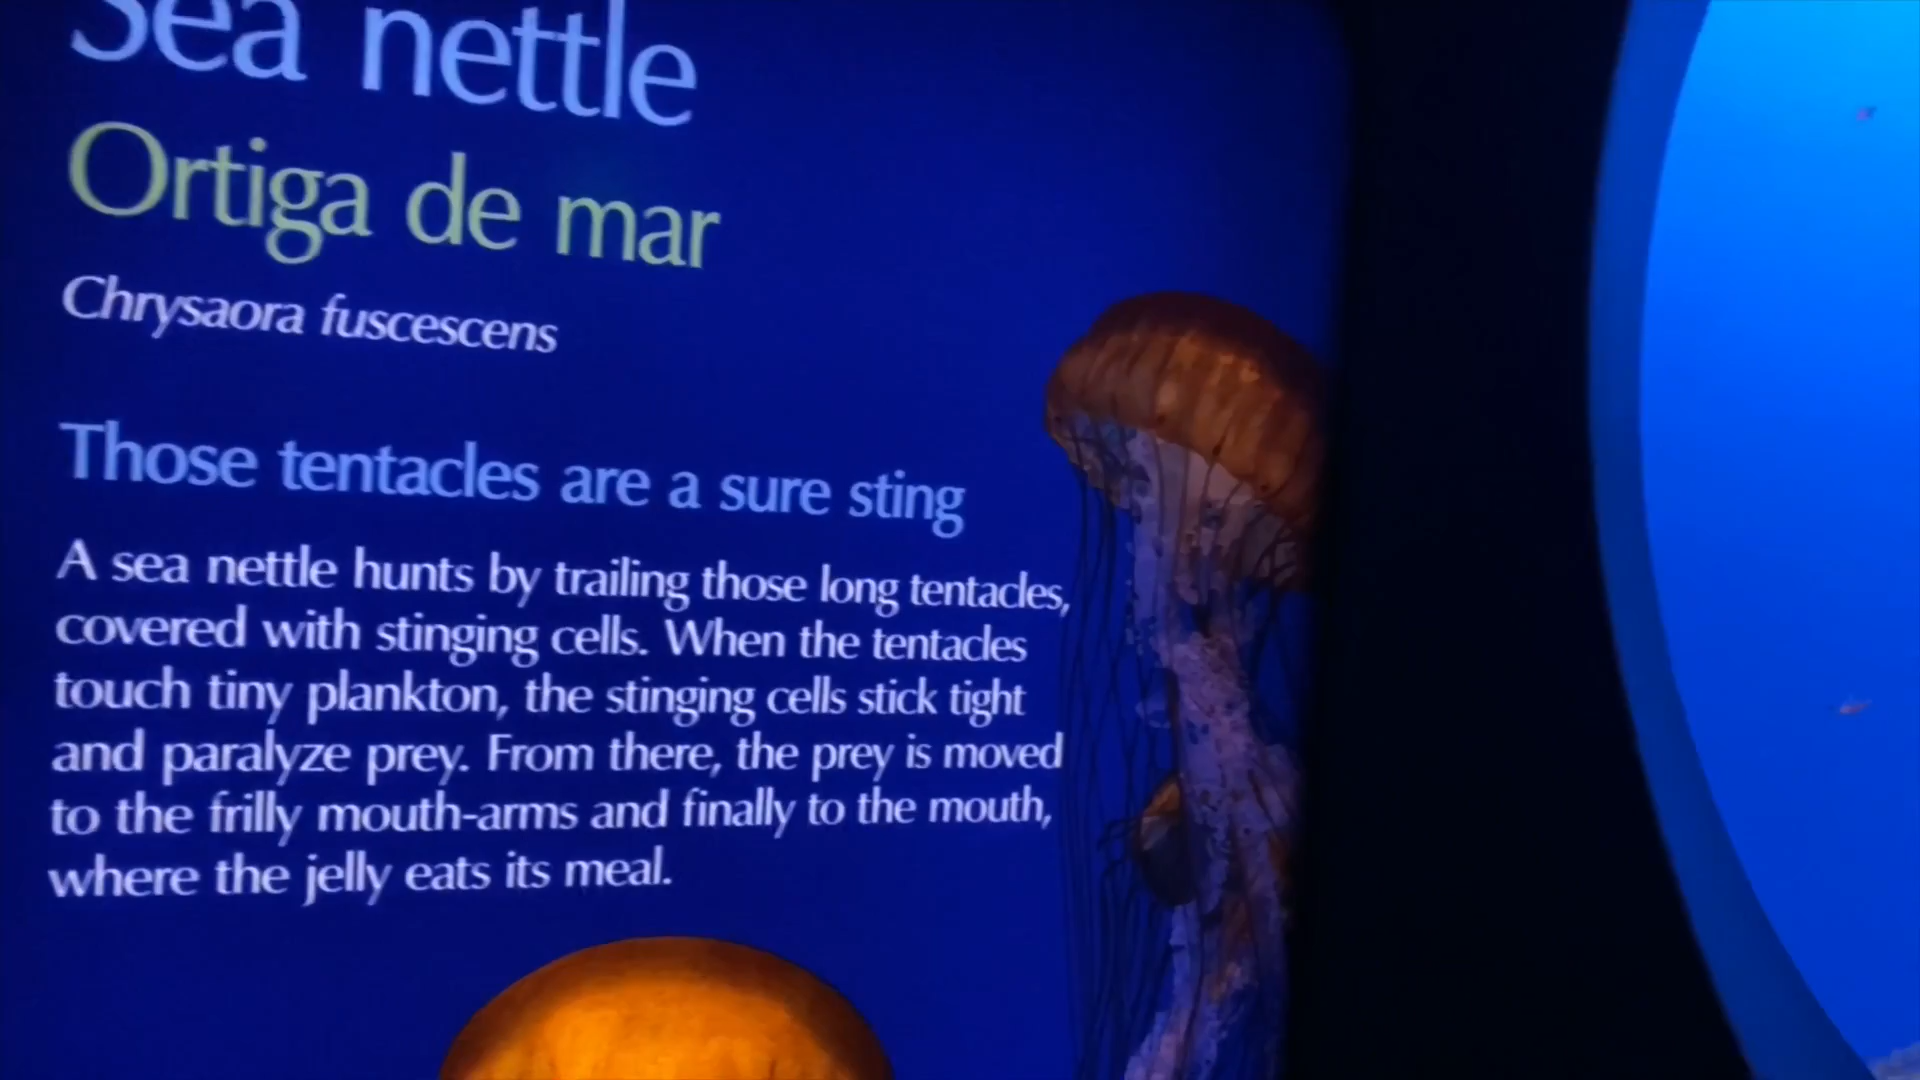 Sea nettle
Ortiga de mar
Chrysaora fuscescens
Those tentacles are a sure sting
A sea nettle hunts by trailing those long tentacles,
covered with stinging cells. When the tentacles
touch tiny plankton, the stinging cells stick tight
and paralyze prey. From there, the prey is moved
to the frilly mouth-arms and finally to the mouth,
where the jelly eats its meal.